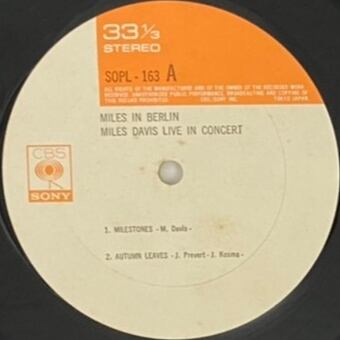 33 1/3
STEREO
SOPL - 163 A
ALL RIGHTS OF THE MANUFACTURER AND OF THE OWNER OF THE RECORDED WORK
RESERVED. UNAUTHORIZED PUBLIC PERFORMANCE, BROADCASTING AND COPYING OF
THIS RECORD PROHIBITED. CBS/SONY INC. TOKYO JAPAN
MILES IN BERLIN
MILES DAVIS LIVE IN CONCERT
CBS
SONY
1. MILESTONES - M. Davis -
2. AUTUMN LEAVES - J. Prevert - J. Kosma -